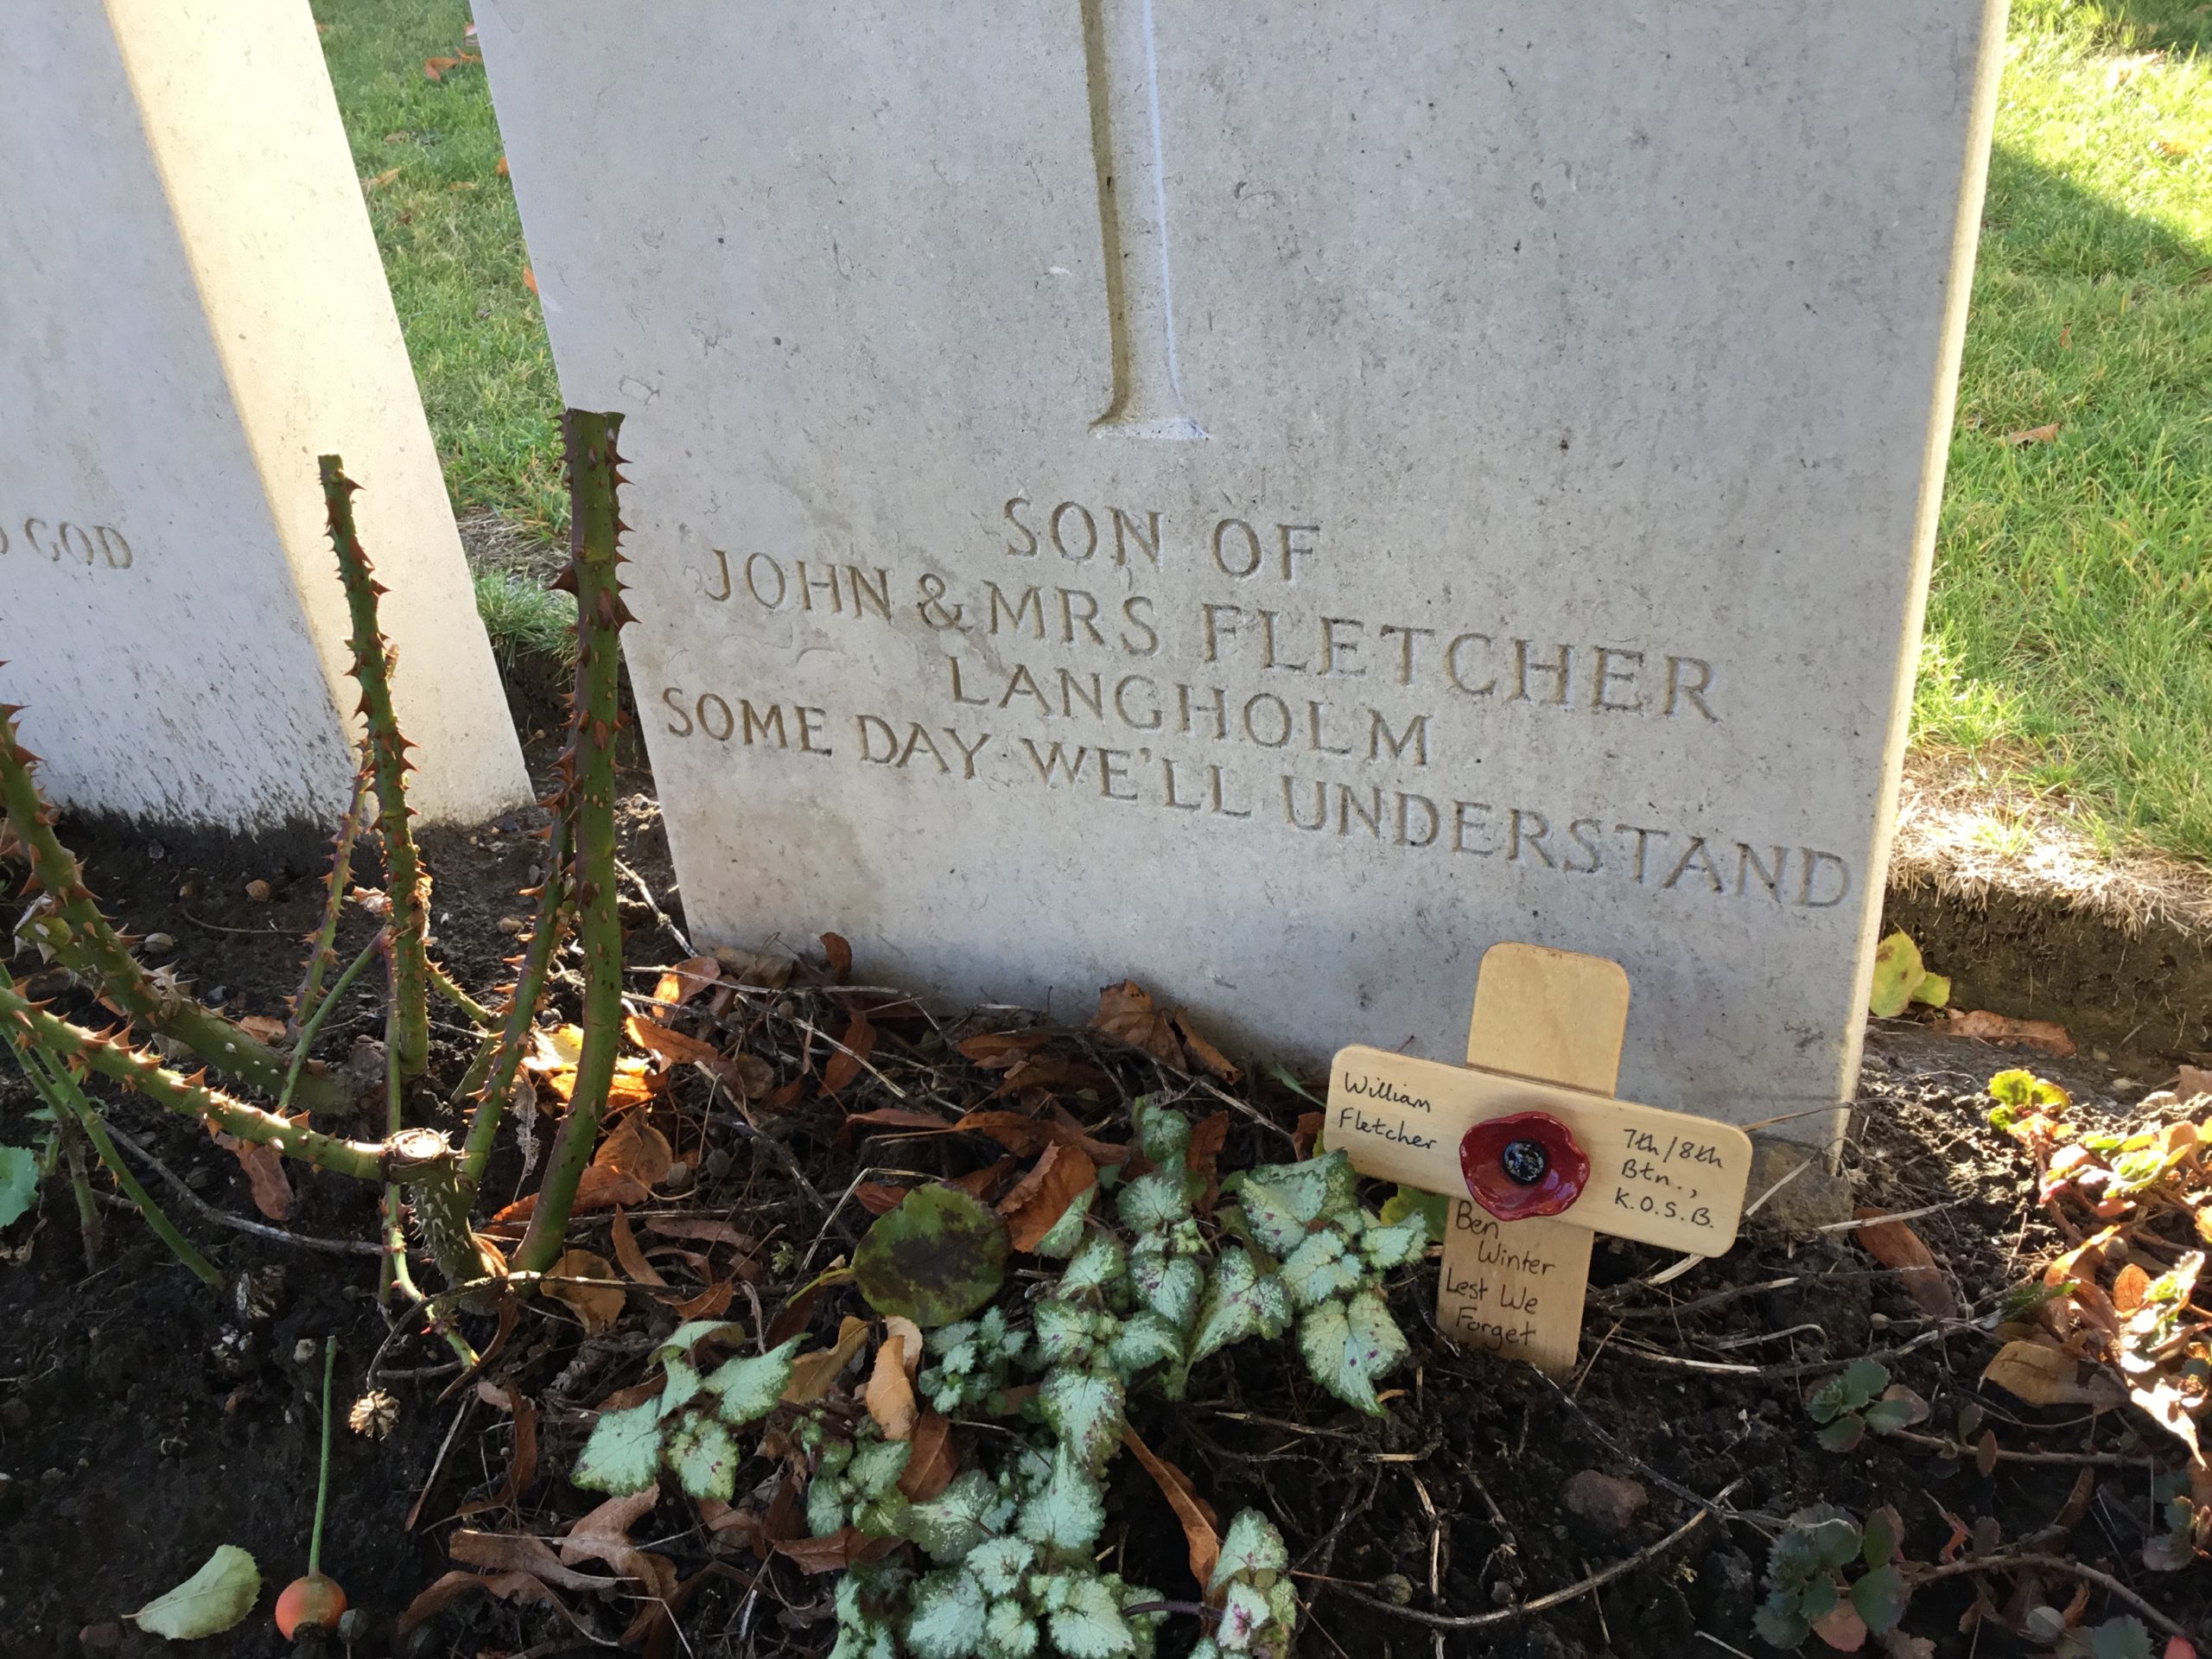 GOD
SON OF
JOHN & MRS FLETCHER
LANGHOLM
SOME DAY WE'LL UNDERSTAND
William
Fletcher
7th/8th
Btn.,
K.O.S.B.
Ben
Winter
Lest We
Forget